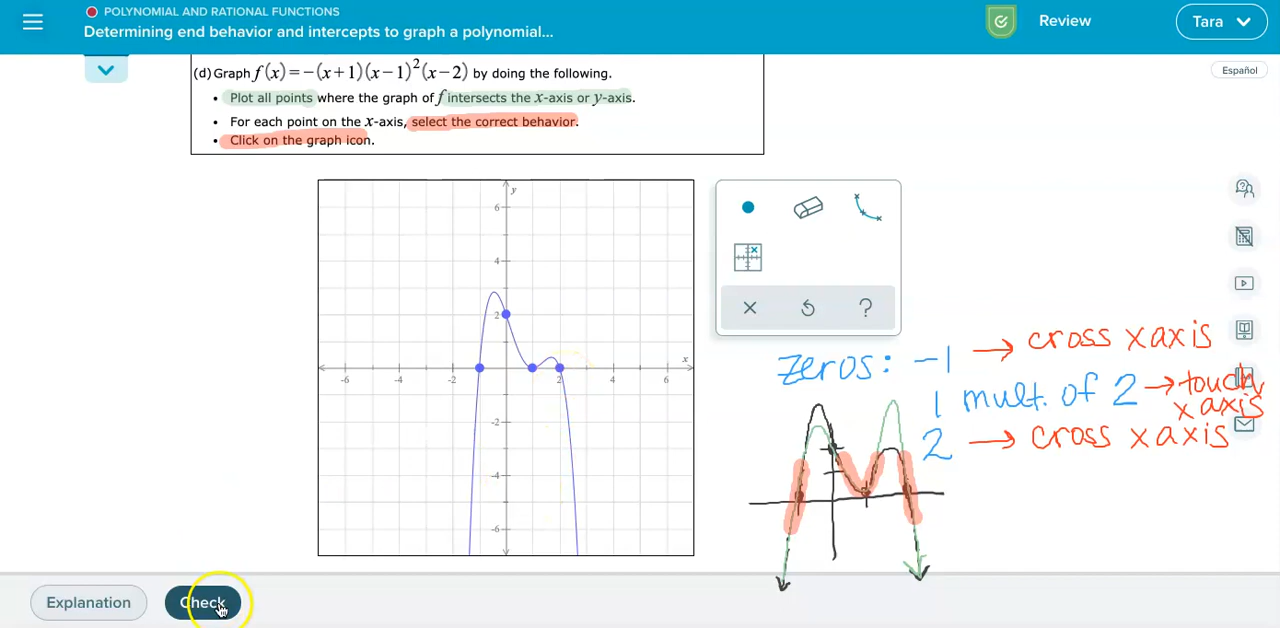 POLYNOMIAL AND RATIONAL FUNCTIONS
Determining end behavior and intercepts to graph a polynomial...
Review
Tara
Español
(d) Graph f(x)=−(x+1)(x−1)²(x−2) by doing the following.
• Plot all points where the graph of f intersects the x-axis or y-axis.
• For each point on the x-axis, select the correct behavior.
• Click on the graph icon.
y
6
4
2
x
-6 -4 -2 2 4 6
-2
-4
-6
?
zeros: -1 → cross x axis
1 mult. of 2 → touch x axis
2 → cross x axis
Explanation
Check